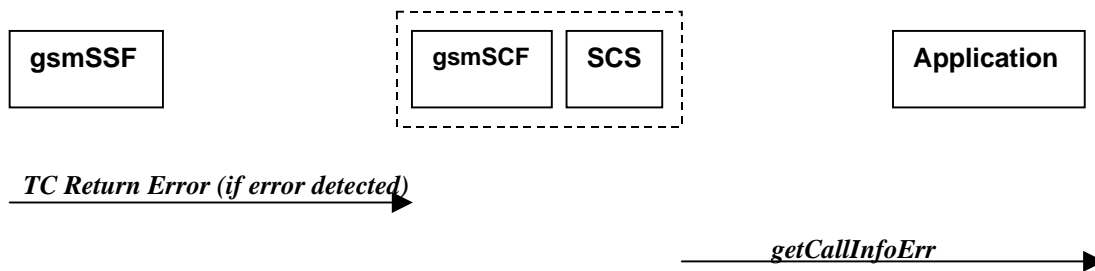 gsmSSF
gsmSCF
SCS
Application
TC Return Error (if error detected)
getCallInfoErr